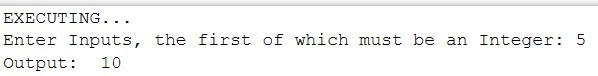 EXECUTING...
Enter Inputs, the first of which must be an Integer: 5
Output:  10